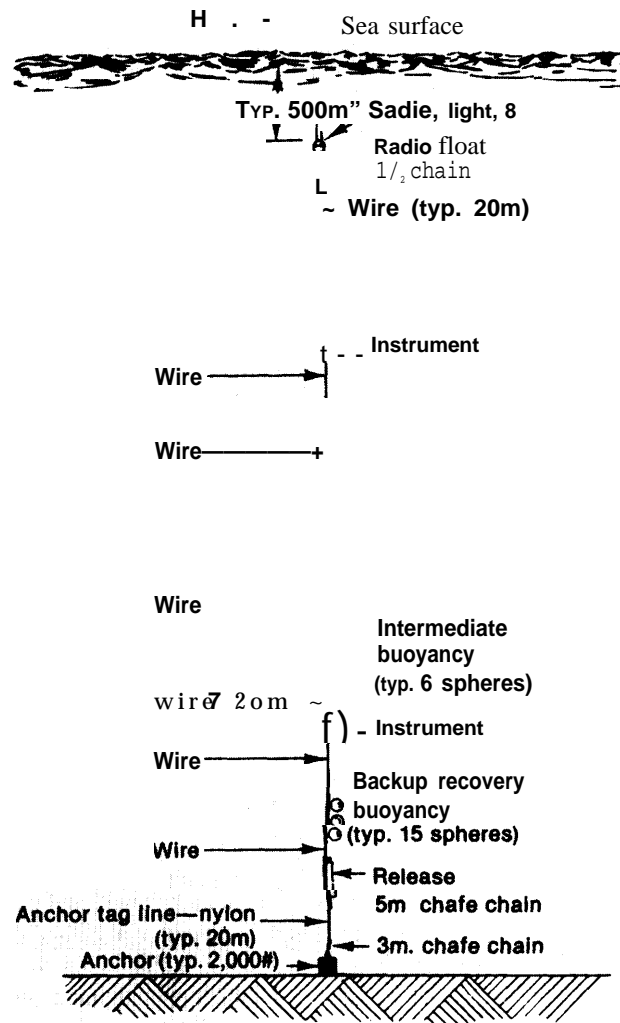 H . -
Sea surface
TYP. 500m” Sadie, light, 8
Radio float
1/2 chain
L
~ Wire (typ. 20m)
t - - Instrument
Wire
Wire
Wire
Intermediate
buoyancy
(typ. 6 spheres)
wire7 2om ~
f) - Instrument
Wire
Backup recovery
buoyancy
(typ. 15 spheres)
Wire
Release
5m chafe chain
Anchor tag line—nylon
(typ. 20m)
3m. chafe chain
Anchor (typ. 2,000#)